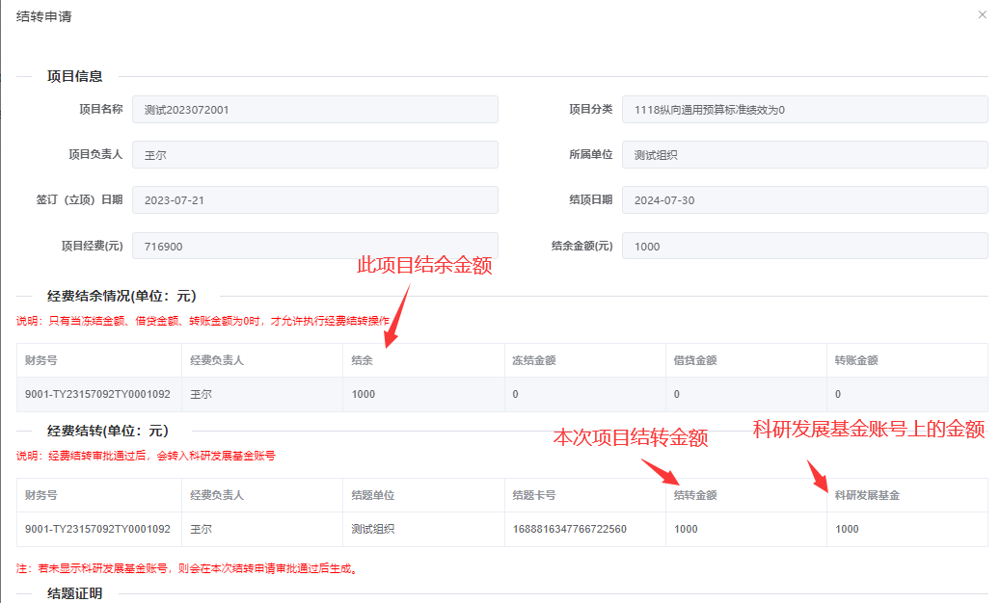 结转申请 ×
项目信息
项目名称 测试2023072001 项目分类 1118纵向通用预算标准绩效为0
项目负责人 王尔 所属单位 测试组织
签订（立项）日期 2023-07-21 结顶日期 2024-07-30
项目经费(元) 716900 结余金额(元) 1000
此项目结余金额
经费结余情况(单位：元)
说明：只有当冻结金额、借贷金额、转账金额为0时，才允许执行经费结转操作
财务号 经费负责人 结余 冻结金额 借贷金额 转账金额
9001-TY23157092TY0001092 王尔 1000 0 0 0
经费结转(单位：元)
本次项目结转金额 科研发展基金账号上的金额
说明：经费结转审批通过后，会转入科研发展基金账号
财务号 经费负责人 结题单位 结题卡号 结转金额 科研发展基金
9001-TY23157092TY0001092 王尔 测试组织 1688816347766722560 1000 1000
注：若未显示科研发展基金账号，则会在本次结转申请审批通过后生成。
结题证明